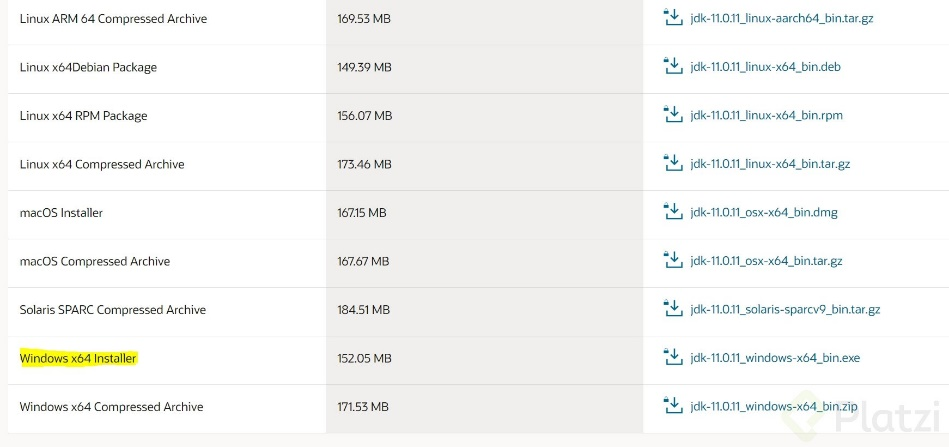 Linux ARM 64 Compressed Archive 169.53 MB jdk-11.0.11_linux-aarch64_bin.tar.gz
Linux x64Debian Package 149.39 MB jdk-11.0.11_linux-x64_bin.deb
Linux x64 RPM Package 156.07 MB jdk-11.0.11_linux-x64_bin.rpm
Linux x64 Compressed Archive 173.46 MB jdk-11.0.11_linux-x64_bin.tar.gz
macOS Installer 167.15 MB jdk-11.0.11_osx-x64_bin.dmg
macOS Compressed Archive 167.67 MB jdk-11.0.11_osx-x64_bin.tar.gz
Solaris SPARC Compressed Archive 184.51 MB jdk-11.0.11_solaris-sparcv9_bin.tar.gz
Windows x64 Installer 152.05 MB jdk-11.0.11_windows-x64_bin.exe
Windows x64 Compressed Archive 171.53 MB jdk-11.0.11_windows-x64_bin.zip
Platzi